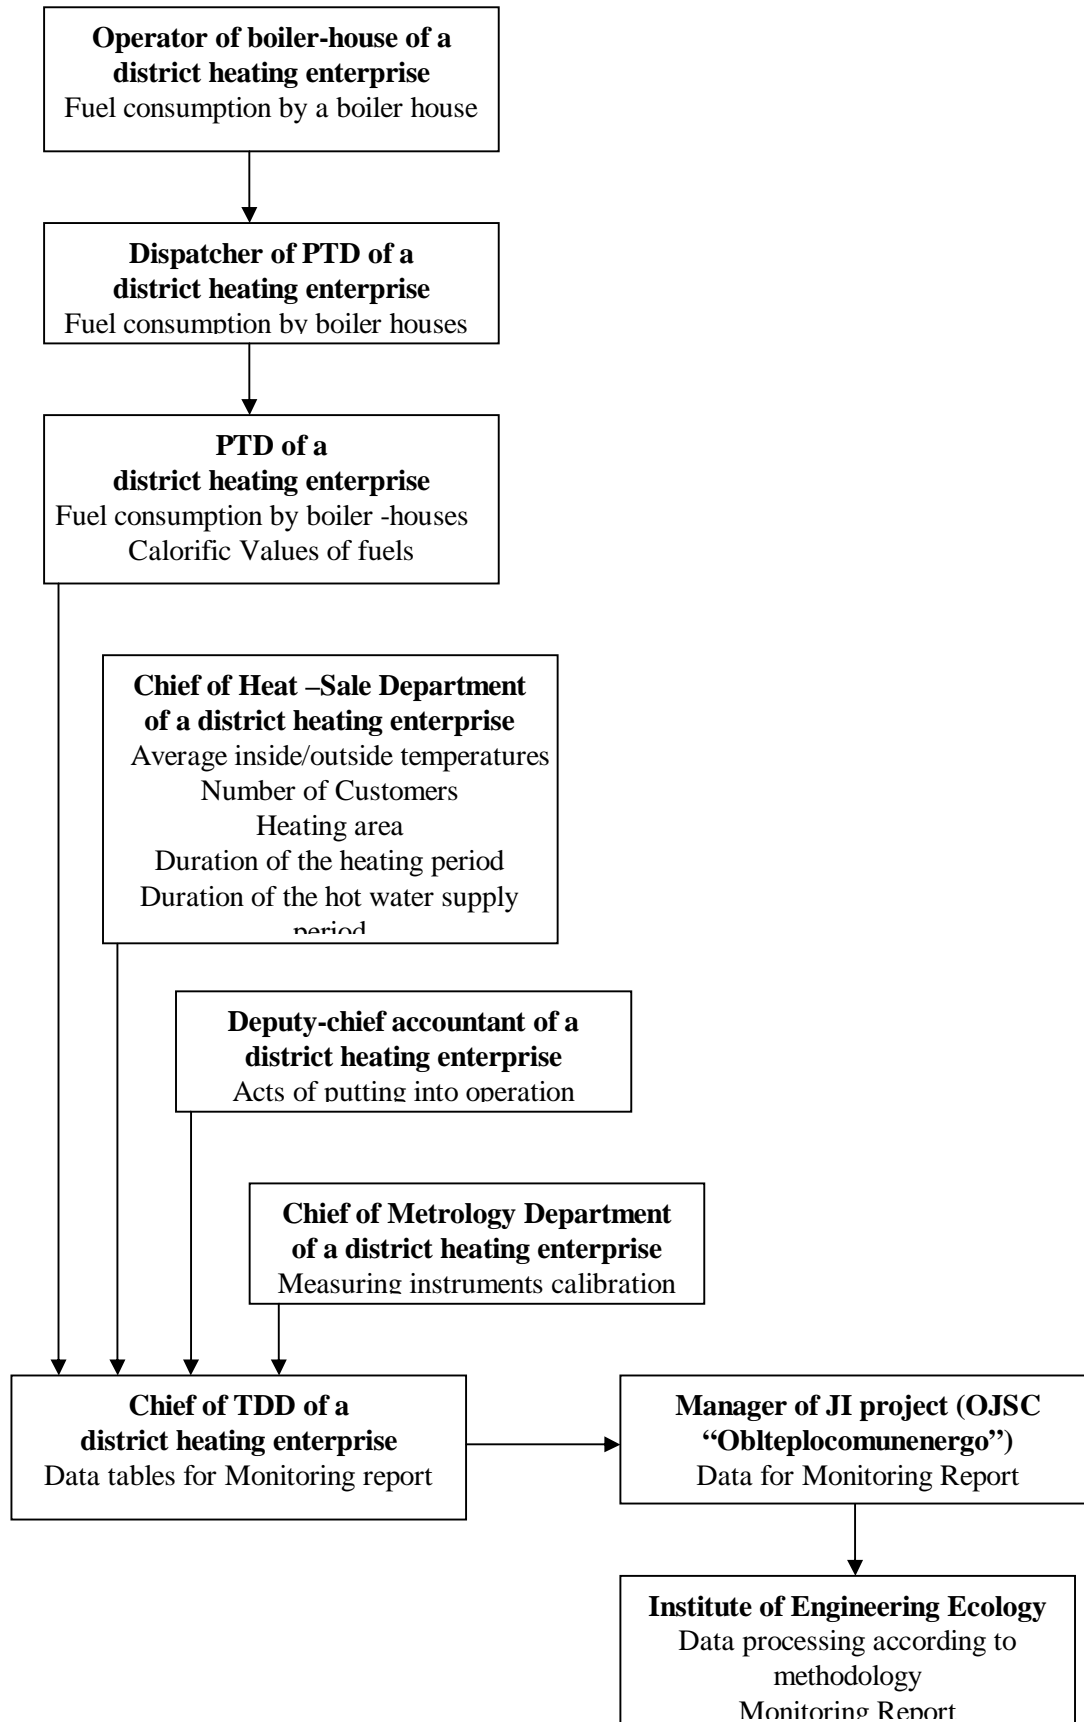 Operator of boiler-house of a
district heating enterprise
Fuel consumption by a boiler house
Dispatcher of PTD of a
district heating enterprise
Fuel consumption by boiler houses
PTD of a
district heating enterprise
Fuel consumption by boiler -houses
Calorific Values of fuels
Chief of Heat –Sale Department
of a district heating enterprise
Average inside/outside temperatures
Number of Customers
Heating area
Duration of the heating period
Duration of the hot water supply
period
Deputy-chief accountant of a
district heating enterprise
Acts of putting into operation
Chief of Metrology Department
of a district heating enterprise
Measuring instruments calibration
Chief of TDD of a
district heating enterprise
Data tables for Monitoring report
Manager of JI project (OJSC
“Oblteplocomunenergo”)
Data for Monitoring Report
Institute of Engineering Ecology
Data processing according to
methodology
Monitoring Report